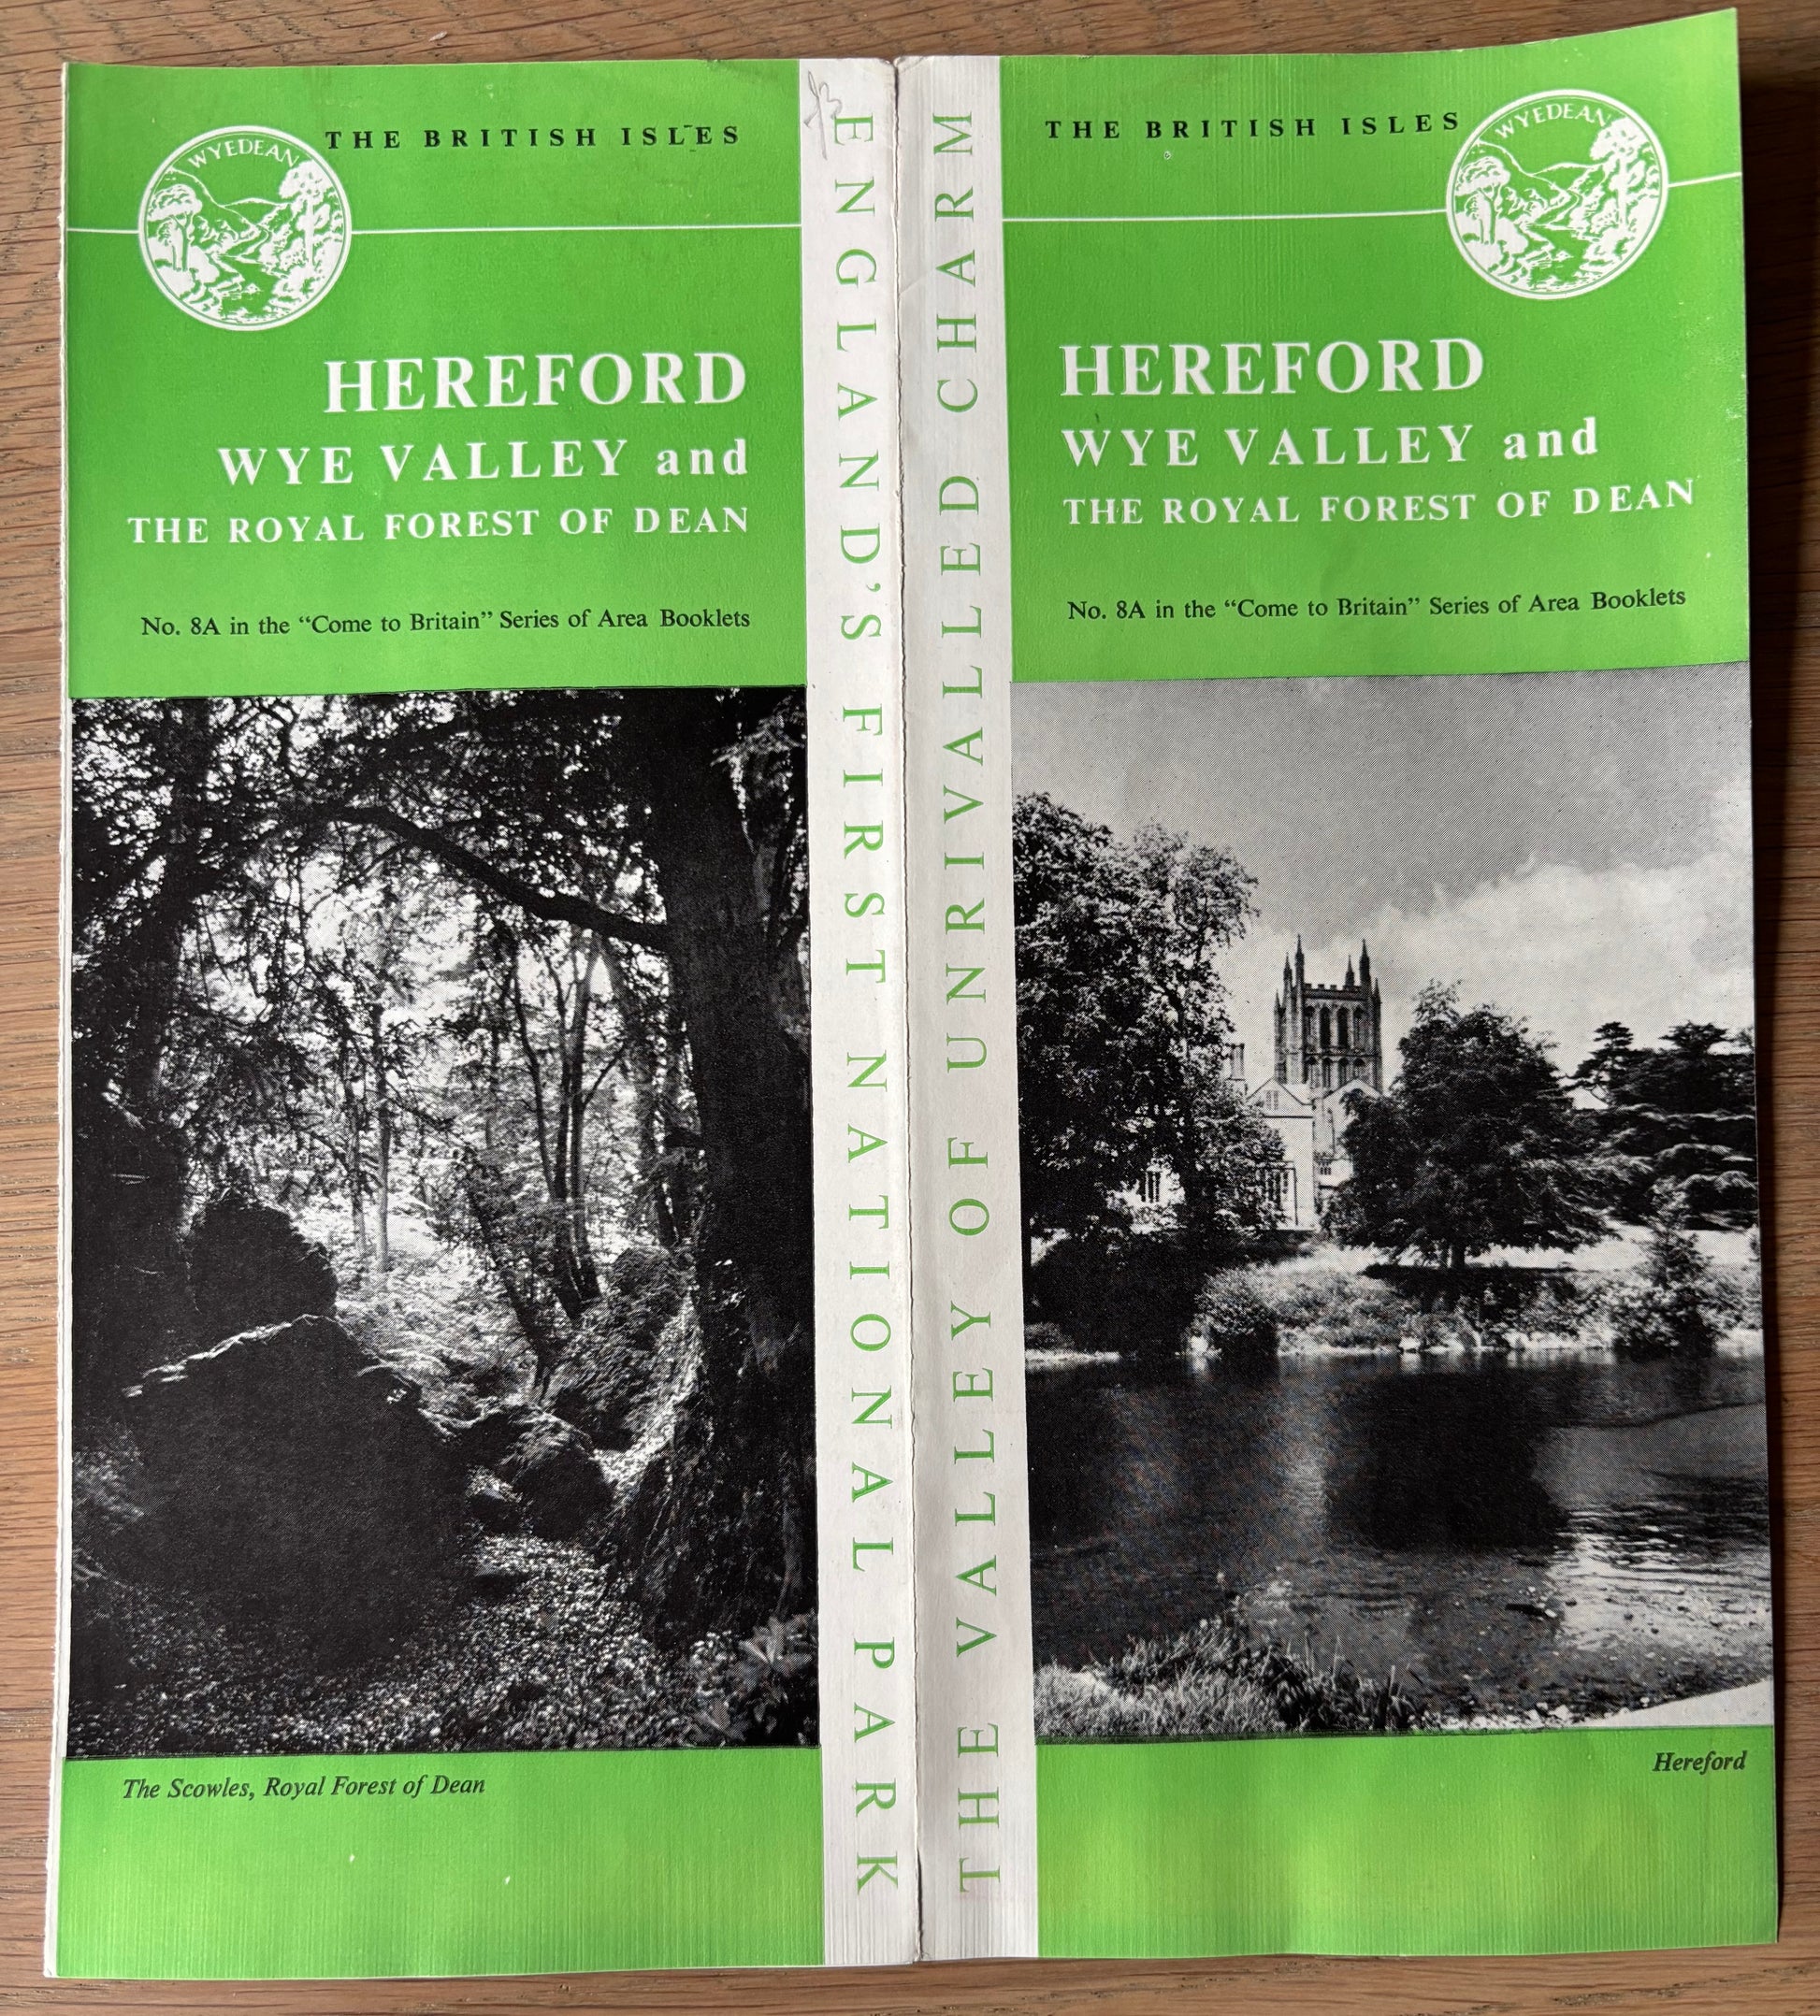 WYEDEAN
THE BRITISH ISLES
HEREFORD
WYE VALLEY and
THE ROYAL FOREST OF DEAN
No. 8A in the “Come to Britain” Series of Area Booklets
The Scowles, Royal Forest of Dean
ENGLAND'S FIRST NATIONAL PARK
THE VALLEY OF UNRIVALLED CHARM
THE BRITISH ISLES
WYEDEAN
HEREFORD
WYE VALLEY and
THE ROYAL FOREST OF DEAN
No. 8A in the “Come to Britain” Series of Area Booklets
Hereford